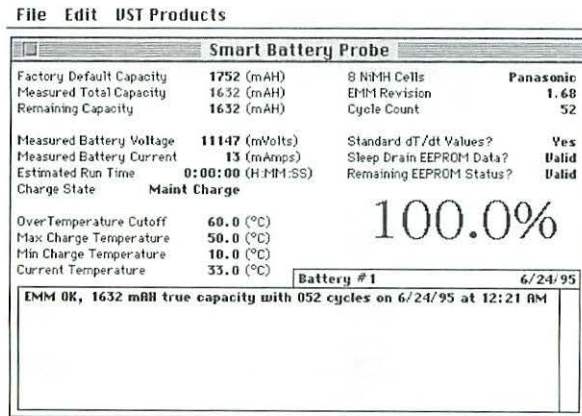 File Edit VST Products
Smart Battery Probe
Factory Default Capacity 1752 (mAH)
Measured Total Capacity 1632 (mAH)
Remaining Capacity 1632 (mAH)
8 NiMH Cells Panasonic
EMM Revision 1.68
Cycle Count 52
Measured Battery Voltage 11147 (mVolts)
Measured Battery Current 13 (mAmps)
Estimated Run Time 0:00:00 (H:MM:SS)
Charge State Maint Charge
Standard dT/dt Values? Yes
Sleep Drain EEPROM Data? Valid
Remaining EEPROM Status? Valid
OverTemperature Cutoff 60.0 (°C)
Max Charge Temperature 50.0 (°C)
Min Charge Temperature 10.0 (°C)
Current Temperature 33.0 (°C)
100.0%
Battery #1 6/24/95
EMM OK, 1632 mAH true capacity with 052 cycles on 6/24/95 at 12:21 AM